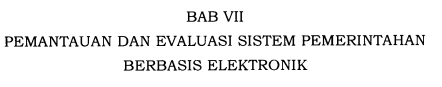 BAB VII
PEMANTAUAN DAN EVALUASI SISTEM PEMERINTAHAN
BERBASIS ELEKTRONIK